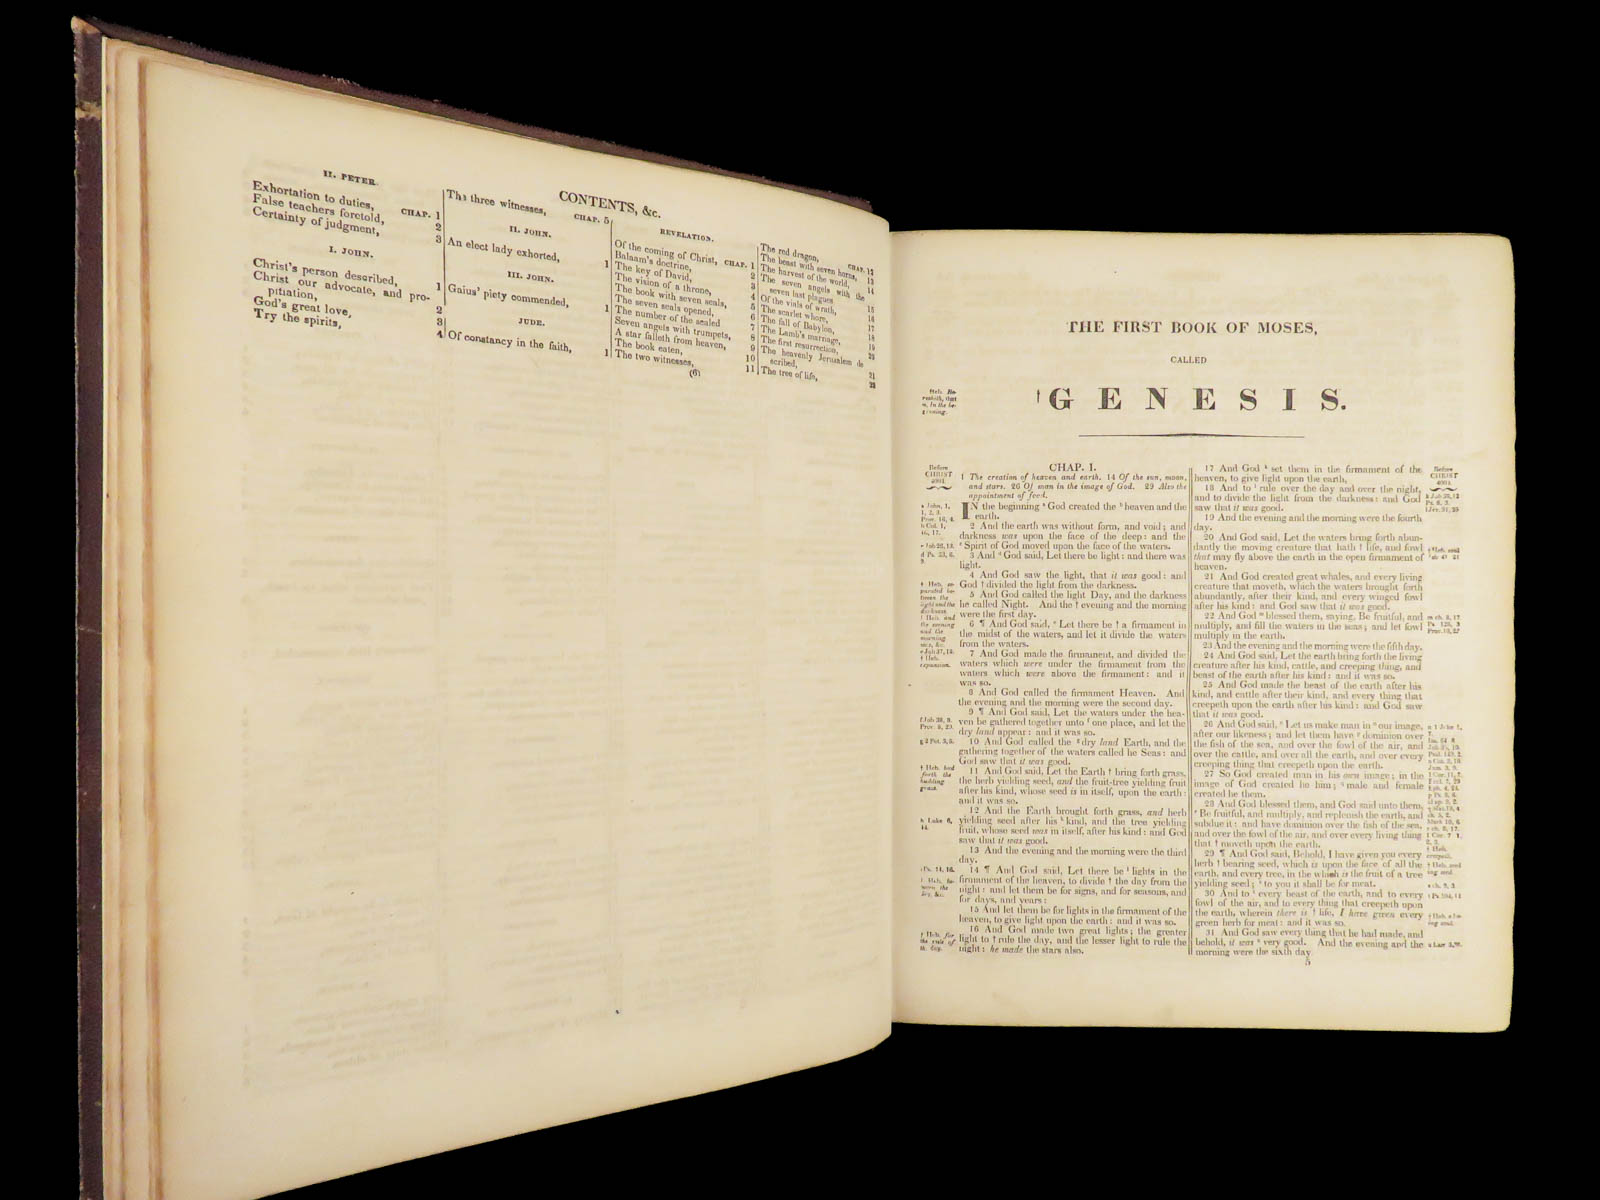 CONTENTS, &c.
II. PETER.
CHAP.
Exhortation to duties, 1
False teachers foretold, 2
Certainty of judgment, 3
I. JOHN.
Christ's person described, 1
Christ our advocate, and pro-
pitiation, 2
God's great love, 3
Try the spirits, 4
The three witnesses, CHAP. 5
II. JOHN.
An elect lady exhorted, 1
III. JOHN.
Gaius' piety commended, 1
JUDE.
Of constancy in the faith, 1
REVELATION.
Of the coming of Christ, CHAP. 1
Balaam's doctrine, 2
The key of David, 3
The vision of a throne, 4
The book with seven seals, 5
The seven seals opened, 6
The number of the sealed 7
Seven angels with trumpets, 8
A star falleth from heaven, 9
The book eaten, 10
The two witnesses, 11
The red dragon, CHAP. 12
The beast with seven horns, 13
The harvest of the world, 14
The seven angels with the
seven last plagues 15
Of the vials of wrath, 16
The scarlet whore, 17
The fall of Babylon, 18
The Lamb's marriage, 19
The first resurrection, 20
The heavenly Jerusalem de
scribed, 21
The tree of life, 22
(6)
THE FIRST BOOK OF MOSES,
CALLED
† GENESIS.
Before
CHRIST
4004.
CHAP. I.
1 The creation of heaven and earth. 14 Of the sun, moon,
and stars. 26 Of man in the image of God. 29 Also the
appointment of food.
IN the beginning God created the heaven and the
earth.
2 And the earth was without form, and void; and
darkness was upon the face of the deep: and the
Spirit of God moved upon the face of the waters.
3 And God said, Let there be light: and there was
light.
4 And God saw the light, that it was good: and
God † divided the light from the darkness.
5 And God called the light Day, and the darkness
he called Night. And the † evening and the morning
were the first day.
6 ¶ And God said, Let there be † a firmament in
the midst of the waters, and let it divide the waters
from the waters.
7 And God made the firmament, and divided the
waters which were under the firmament from the
waters which were above the firmament: and it
was so.
8 And God called the firmament Heaven. And
the evening and the morning were the second day.
9 ¶ And God said, Let the waters under the hea-
ven be gathered together unto one place, and let the
dry land appear: and it was so.
10 And God called the dry land Earth, and the
gathering together of the waters called he Seas: and
God saw that it was good.
11 And God said, Let the Earth † bring forth grass,
the herb yielding seed, and the fruit-tree yielding fruit
after his kind, whose seed is in itself, upon the earth:
and it was so.
12 And the Earth brought forth grass, and herb
yielding seed after his kind, and the tree yielding
fruit, whose seed was in itself, after his kind: and God
saw that it was good.
13 And the evening and the morning were the third
day.
14 ¶ And God said, Let there be lights in the
firmament of the heaven, to divide † the day from the
night: and let them be for signs, and for seasons, and
for days, and years:
15 And let them be for lights in the firmament of the
heaven, to give light upon the earth: and it was so.
16 And God made two great lights; the greater
light to † rule the day, and the lesser light to rule the
night: he made the stars also.
17 And God set them in the firmament of the
heaven, to give light upon the earth,
18 And to rule over the day and over the night,
and to divide the light from the darkness: and God
saw that it was good.
19 And the evening and the morning were the fourth
day.
20 And God said, Let the waters bring forth abun-
dantly the moving creature that hath † life, and fowl
that may fly above the earth in the open firmament of
heaven.
21 And God created great whales, and every living
creature that moveth, which the waters brought forth
abundantly, after their kind, and every winged fowl
after his kind: and God saw that it was good.
22 And God blessed them, saying, Be fruitful, and
multiply, and fill the waters in the seas; and let fowl
multiply in the earth.
23 And the evening and the morning were the fifth day.
24 And God said, Let the earth bring forth the living
creature after his kind, cattle, and creeping thing, and
beast of the earth after his kind: and it was so.
25 And God made the beast of the earth after his
kind, and cattle after their kind, and every thing that
creepeth upon the earth after his kind: and God saw
that it was good.
26 And God said, Let us make man in our image,
after our likeness; and let them have dominion over
the fish of the sea, and over the fowl of the air, and
over the cattle, and over all the earth, and over every
creeping thing that creepeth upon the earth.
27 So God created man in his own image; in the
image of God created he him; male and female
created he them.
28 And God blessed them, and God said unto them,
Be fruitful, and multiply, and replenish the earth, and
subdue it: and have dominion over the fish of the sea,
and over the fowl of the air, and over every living thing
that † moveth upon the earth.
29 ¶ And God said, Behold, I have given you every
herb † bearing seed, which is upon the face of all the
earth, and every tree, in the which is the fruit of a tree
yielding seed; to you it shall be for meat.
30 And to every beast of the earth, and to every
fowl of the air, and to every thing that creepeth upon
the earth, wherein there is † life, I have given every
green herb for meat: and it was so.
31 And God saw every thing that he had made, and
behold, it was very good. And the evening and the
morning were the sixth day
5
Before
CHRIST
4004.